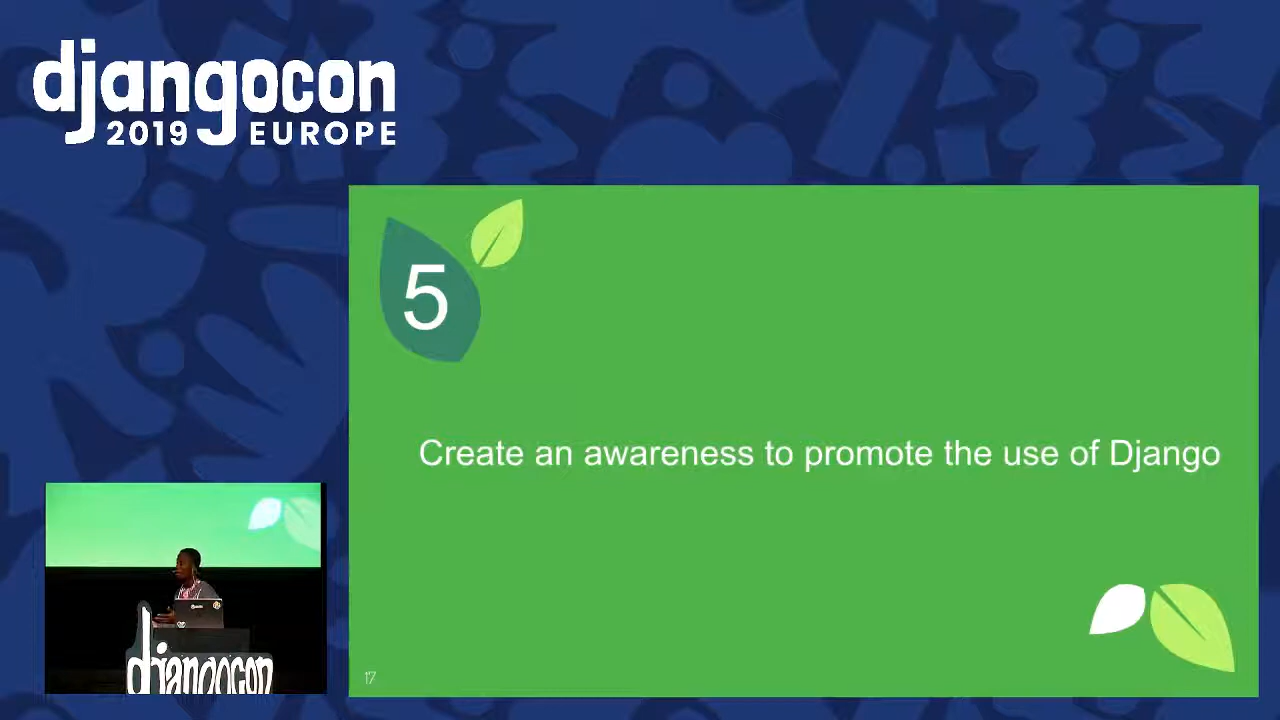 djangocon
2019 EUROPE
5
Create an awareness to promote the use of Django
17
djangocon